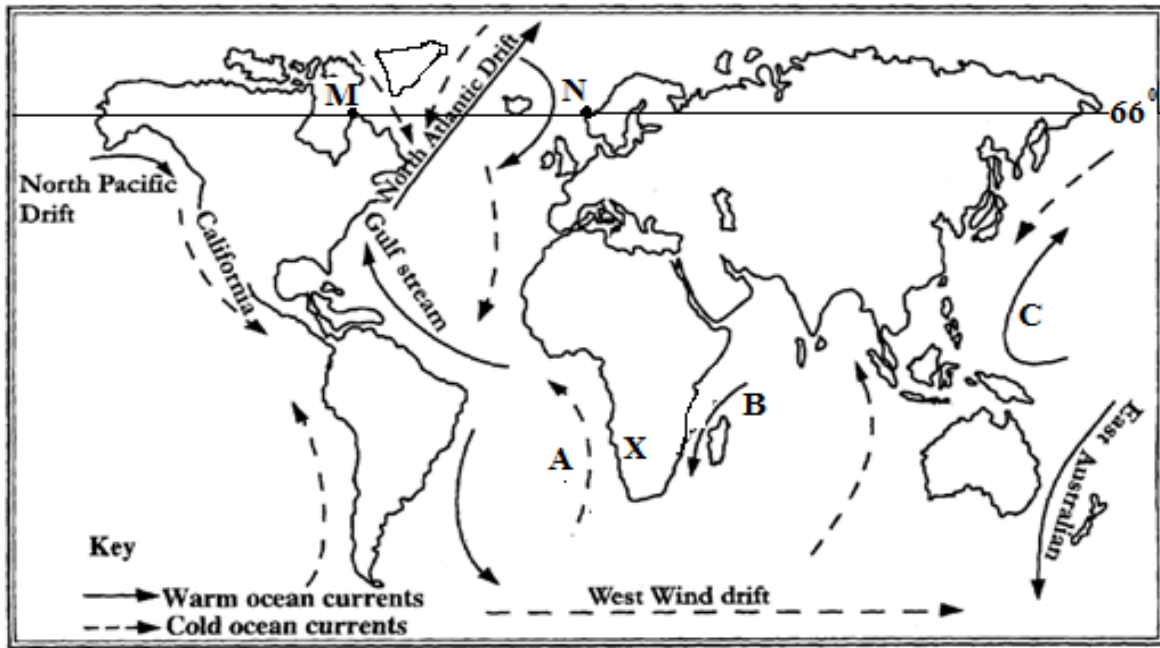 North Atlantic Drift
M
N
66⁰
North Pacific
Drift
California
Gulf stream
C
B
A
X
East
Australian
Key
Warm ocean currents
Cold ocean currents
West Wind drift